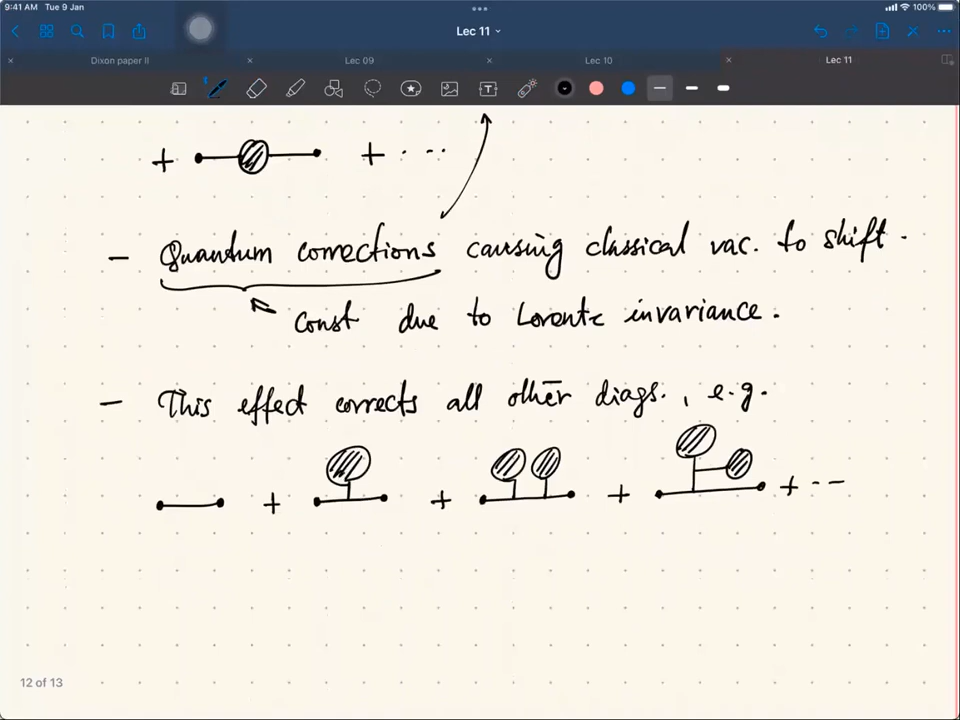 9:41 AM Tue 9 Jan
100%
Lec 11
Dixon paper II
Lec 09
Lec 10
Lec 11
+ + ...
- Quantum corrections causing classical vac. to shift.
const due to Lorentz invariance.
- This effect corrects all other diags., e.g.
+ + + + ...
12 of 13